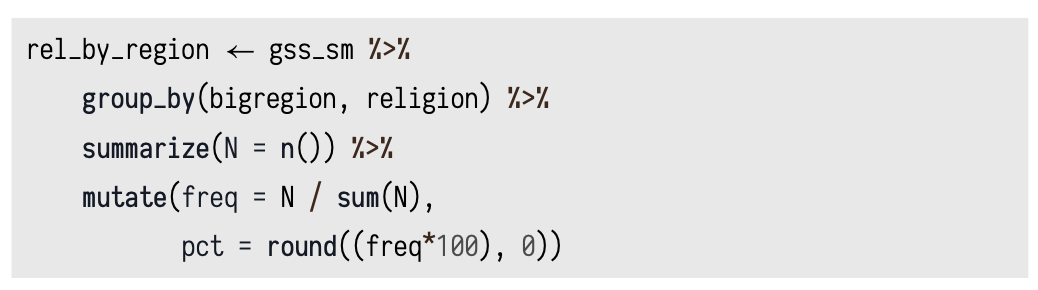 rel_by_region ← gss_sm %>%
    group_by(bigregion, religion) %>%
    summarize(N = n()) %>%
    mutate(freq = N / sum(N),
           pct = round((freq*100), 0))